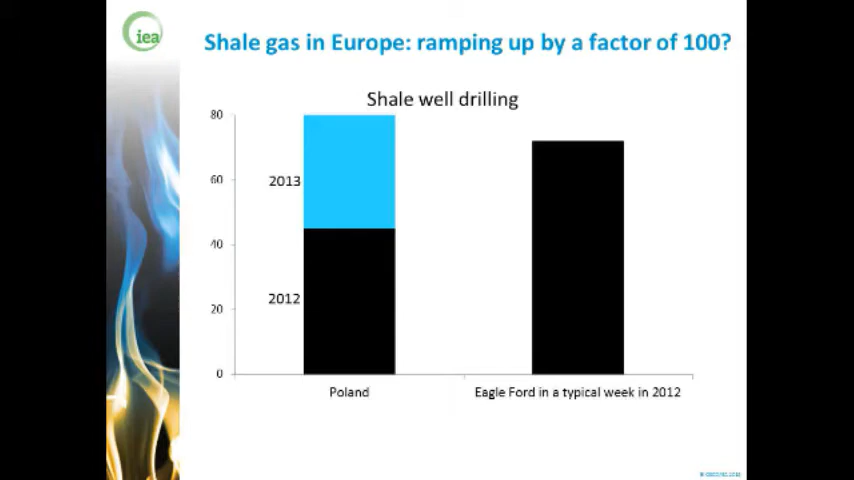 iea
Shale gas in Europe: ramping up by a factor of 100?
Shale well drilling
80
60
40
20
0
2013
2012
Poland
Eagle Ford in a typical week in 2012